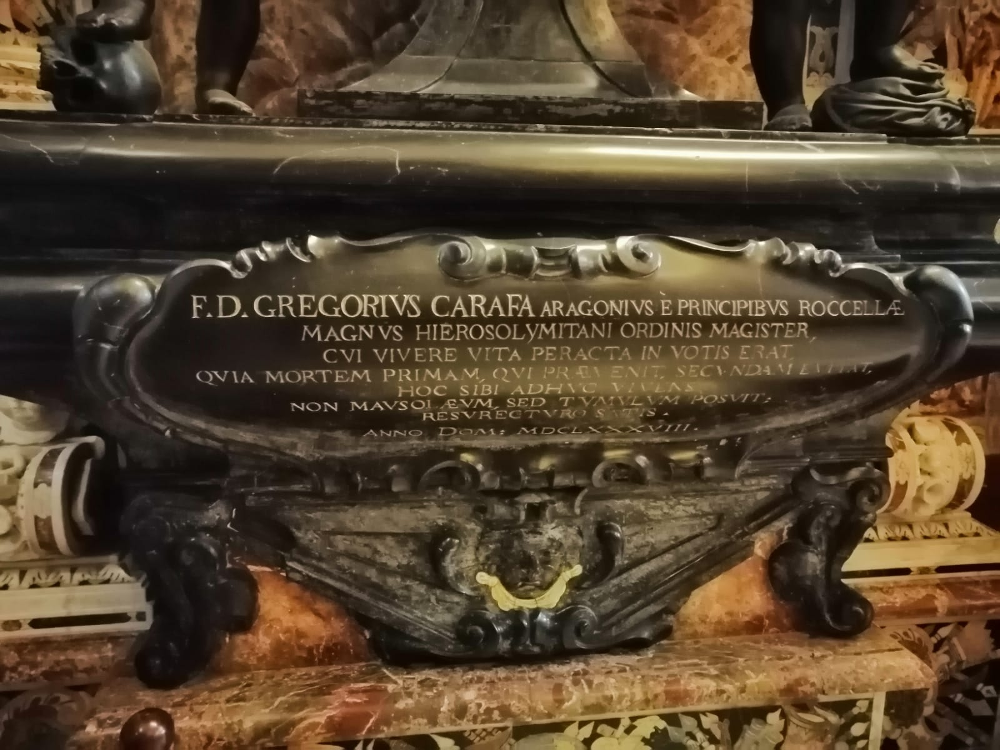 F.D. GREGORIVS CARAFA ARAGONIVS È PRINCIPIBVS ROCCELLÆ
MAGNVS HIEROSOLYMITANI ORDINIS MAGISTER,
CVI VIVERE VITA PERACTA IN VOTIS ERAT,
QVIA MORTEM PRIMAM, QVI PRÆVENIT, SECVNDAM EVITAT,
HOC SIBI ADHVC VIVENS,
NON MAVSOLÆVM, SED TVMVLVM POSVIT;
RESVRECTVRO SATIS.
ANNO DOM: MDCLXXXVIII.